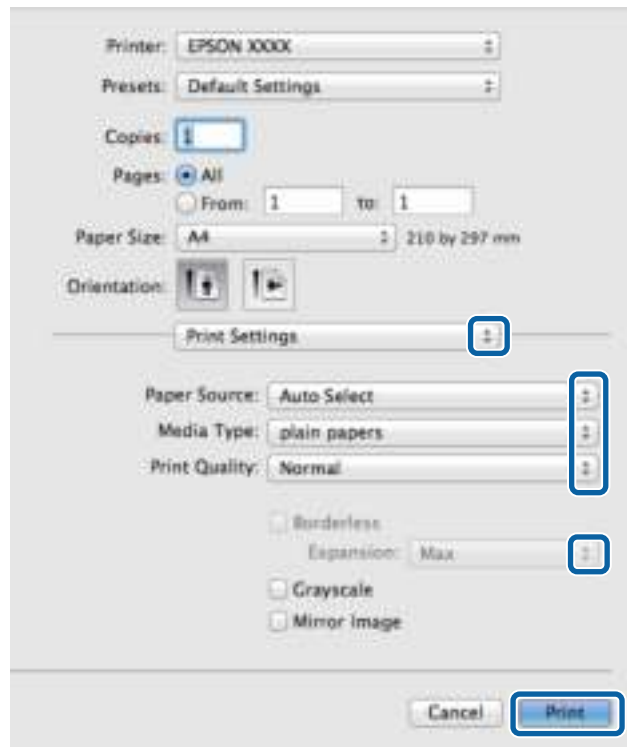 Printer: EPSON XXXX
Presets: Default Settings
Copies: 1
Pages: All
From: 1 to: 1
Paper Size: A4 210 by 297 mm
Orientation:
Print Settings
Paper Source: Auto Select
Media Type: plain papers
Print Quality: Normal
Borderless
Expansion: Max
Grayscale
Mirror Image
Cancel Print